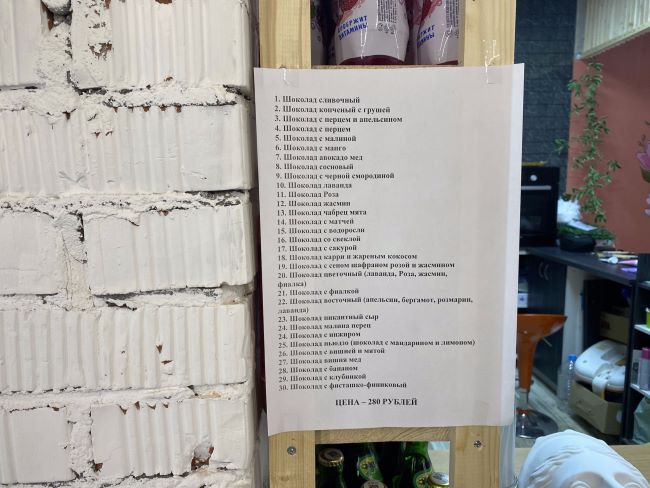 СОДЕРЖИТ
ВИТАМИНЫ
1. Шоколад сливочный
2. Шоколад копченый с грушей
3. Шоколад с перцем и апельсином
4. Шоколад с перцем
5. Шоколад с малиной
6. Шоколад с манго
7. Шоколад авокадо мед
8. Шоколад сосновый
9. Шоколад с черной смородиной
10. Шоколад лаванда
11. Шоколад Роза
12. Шоколад жасмин
13. Шоколад чабрец мята
14. Шоколад с матчей
15. Шоколад с водоросли
16. Шоколад со свеклой
17. Шоколад с сакурой
18. Шоколад карри и жареным кокосом
19. Шоколад с сеном шафраном розой и жасмином
20. Шоколад цветочный (лаванда, Роза, жасмин,
фиалка)
21. Шоколад с фиалкой
22. Шоколад восточный (апельсин, бергамот, розмарин,
лаванда)
23. Шоколад пикантный сыр
24. Шоколад малина перец
24. Шоколад с инжиром
25. Шоколад ньюдзо (шоколад с мандарином и лимоном)
26. Шоколад с вишней и мятой
27. Шоколад вишня мед
28. Шоколад с бананом
29. Шоколад с клубникой
30. Шоколад с фисташко-финиковый
ЦЕНА – 280 РУБЛЕЙ